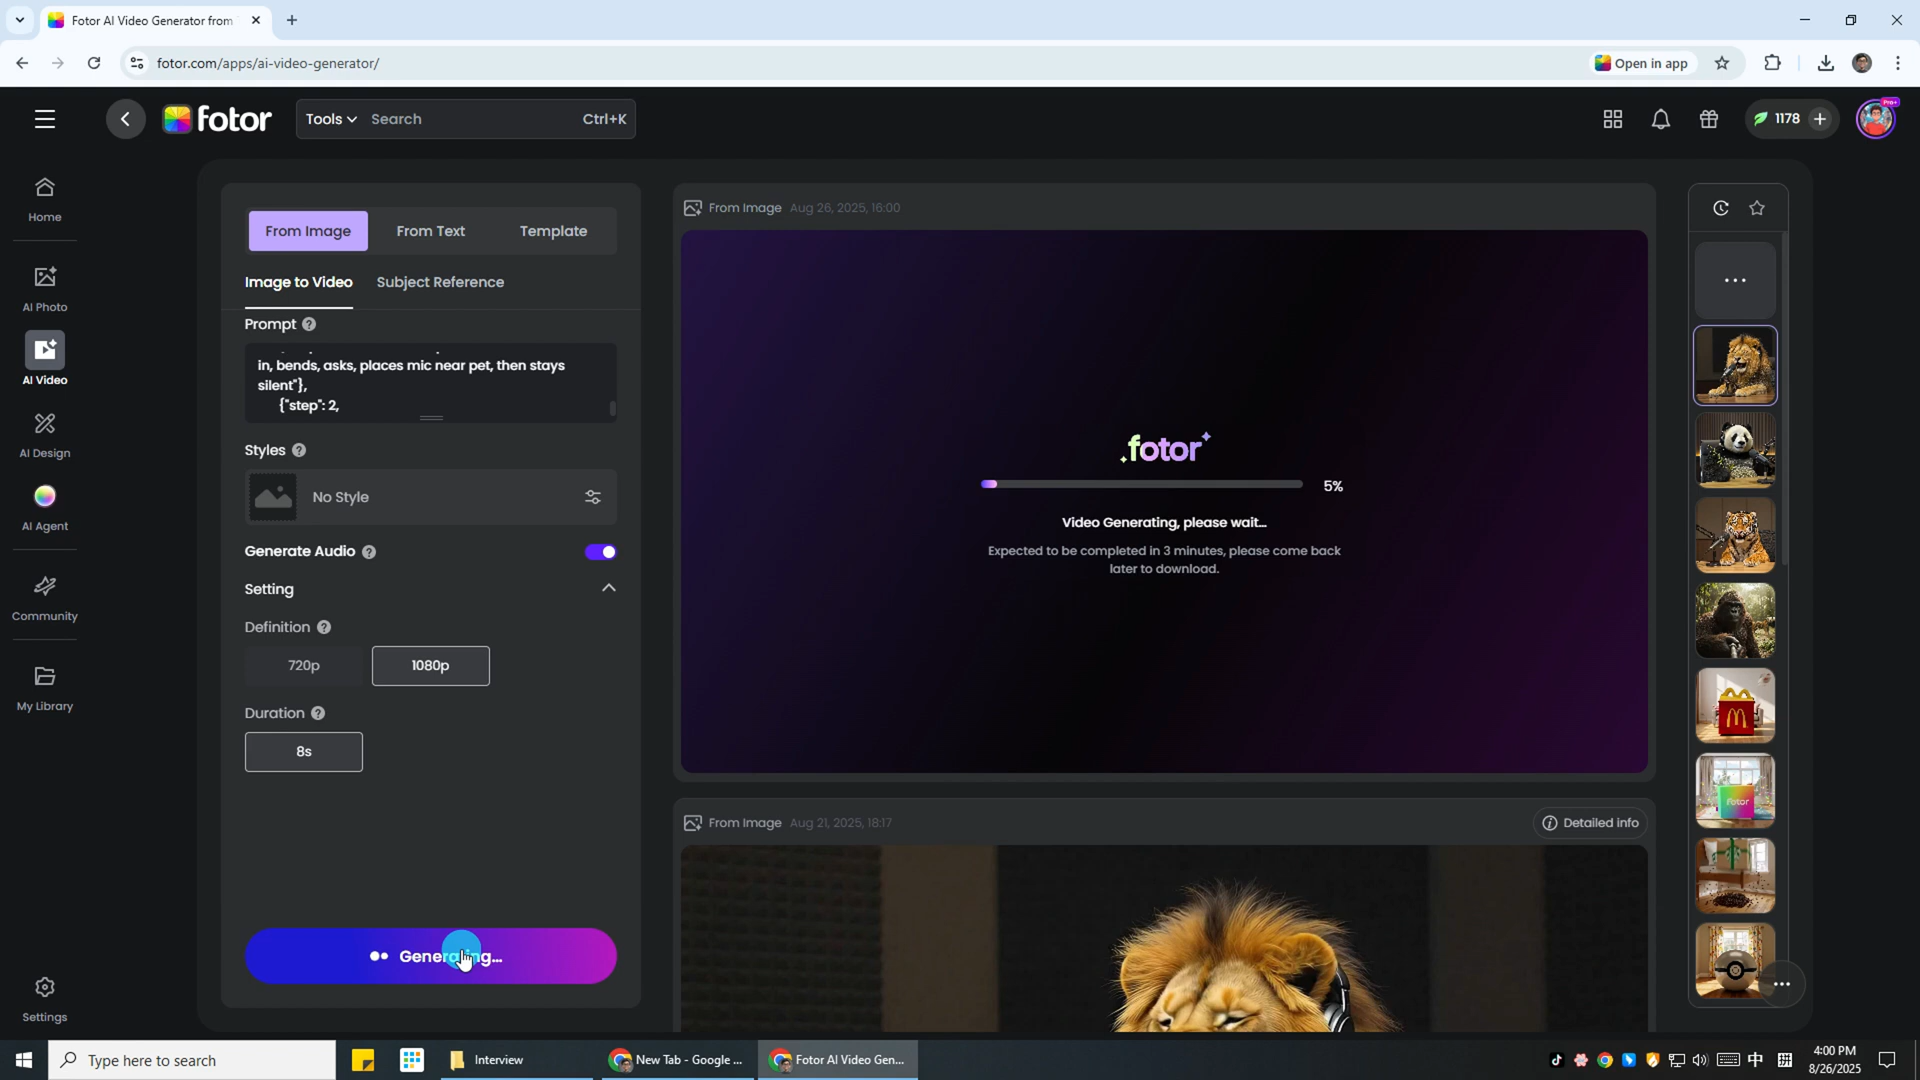 Fotor AI Video Generator from
fotor.com/apps/ai-video-generator/
Open in app
fotor
Tools
Search
Ctrl+K
1178
Pro+
Home
AI Photo
AI Video
AI Design
AI Agent
Community
My Library
Settings
From Image
From Text
Template
Image to Video
Subject Reference
Prompt
in, bends, asks, places mic near pet, then stays
silent"},
{"step": 2,
Styles
No Style
Generate Audio
Setting
Definition
720p
1080p
Duration
8s
Generating...
From Image Aug 26, 2025, 16:00
fotor
5%
Video Generating, please wait...
Expected to be completed in 3 minutes, please come back
later to download.
From Image Aug 21, 2025, 18:17
Detailed info
fotor
Type here to search
Interview
New Tab - Google ...
Fotor AI Video Gen...
中
拼
4:00 PM
8/26/2025